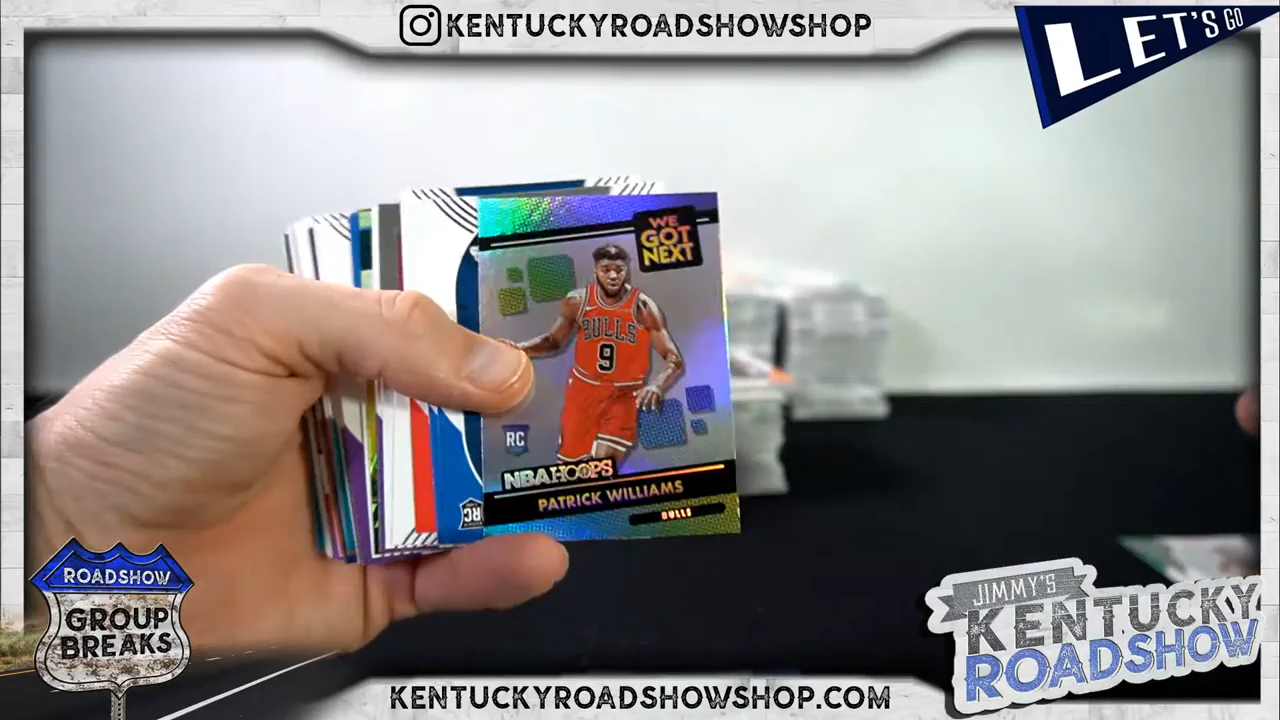 KENTUCKYROADSHOWSHOP
LET'S GO
WE
GOT
NEXT
BULLS
9
RC
NBA HOOPS
PATRICK WILLIAMS
BULLS
RC
ROADSHOW
GROUP
BREAKS
JIMMY'S
KENTUCKY
ROADSHOW
KENTUCKYROADSHOWSHOP.COM